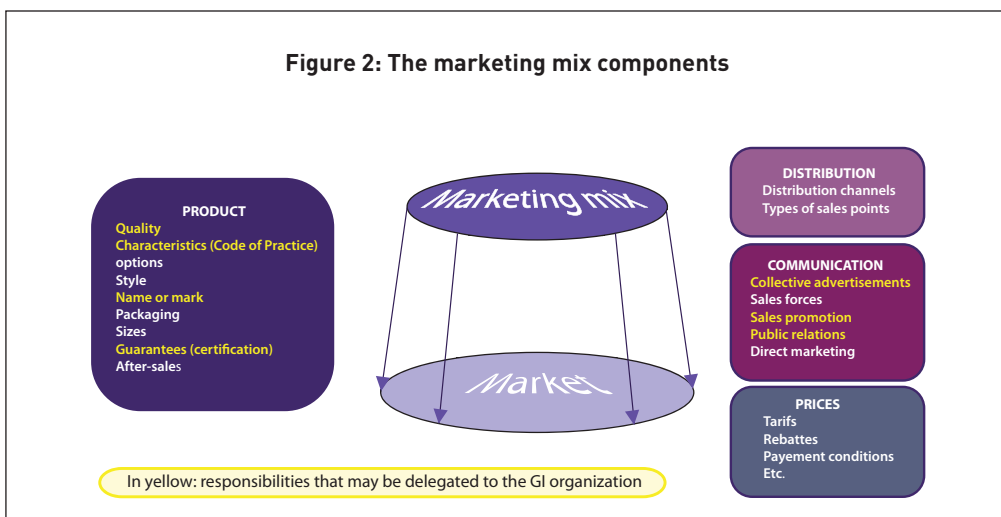 Figure 2: The marketing mix components
PRODUCT
Quality
Characteristics (Code of Practice)
options
Style
Name or mark
Packaging
Sizes
Guarantees (certification)
After-sales
Marketing mix
Market
DISTRIBUTION
Distribution channels
Types of sales points
COMMUNICATION
Collective advertisements
Sales forces
Sales promotion
Public relations
Direct marketing
PRICES
Tarifs
Rebattes
Payement conditions
Etc.
In yellow: responsibilities that may be delegated to the GI organization